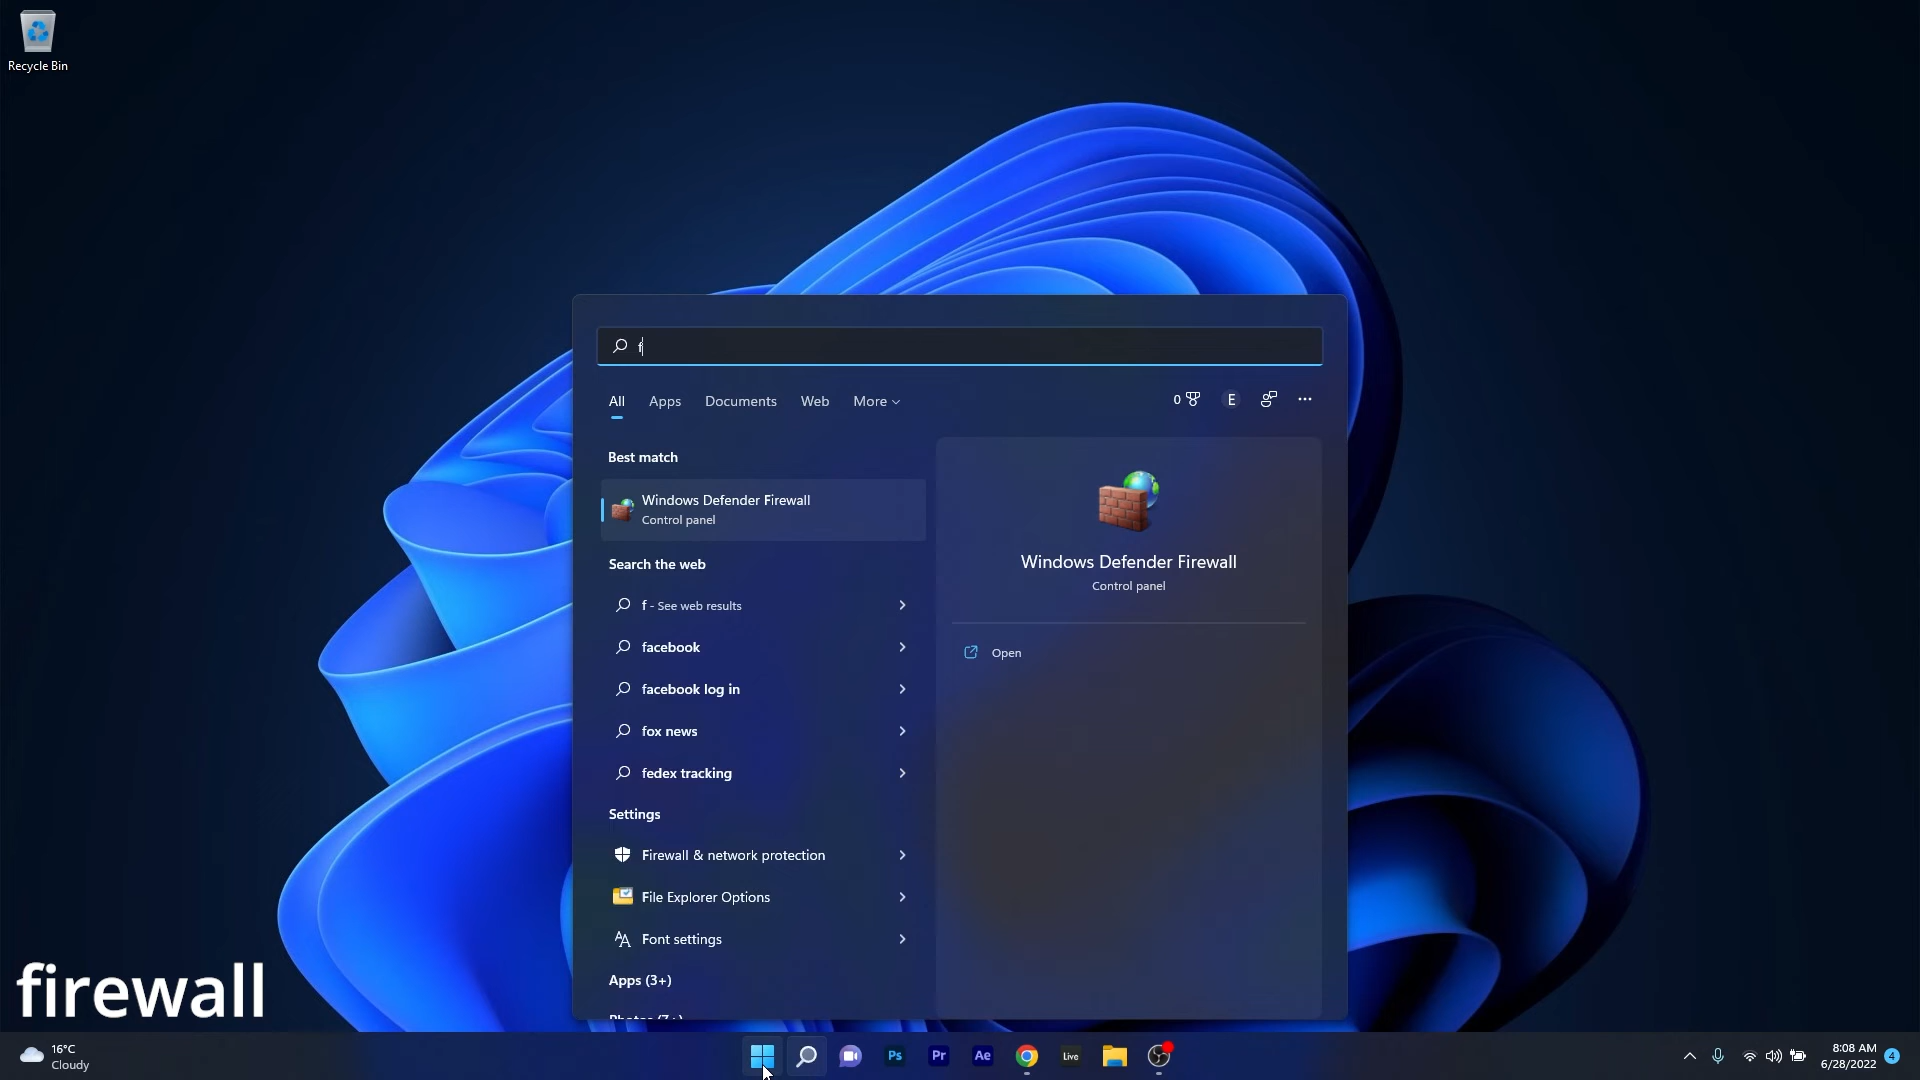 Recycle Bin
f
All Apps Documents Web More
0 E
Best match
Windows Defender Firewall
Control panel
Search the web
f - See web results
facebook
facebook log in
fox news
fedex tracking
Settings
Firewall & network protection
File Explorer Options
Font settings
Apps (3+)
Windows Defender Firewall
Control panel
Open
firewall
16°C
Cloudy
Ps Pr Ae Live
8:08 AM
6/28/2022
4